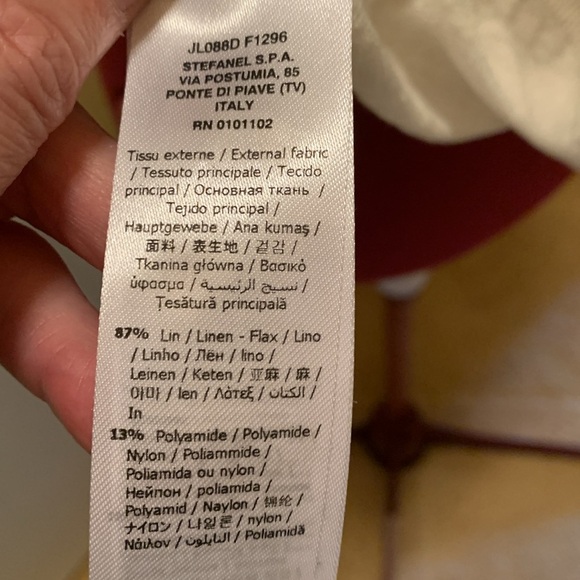 JL088D F1296
STEFANEL S.P.A.
VIA POSTUMIA, 85
PONTE DI PIAVE (TV)
ITALY
RN 0101102
Tissu externe / External fabric
/ Tessuto principale / Tecido
principal / Основная ткань /
Tejido principal /
Hauptgewebe / Ana kumaş /
面料 / 表生地 / 겉감 /
Tkanina główna / Βασικό
ύφασμα / نسيج الرئيسية /
Țesătură principală
87% Lin / Linen - Flax / Lino
/ Linho / Лён / lino /
Leinen / Keten / 亚麻 / 麻 /
아마 / len / Λάτεξ / الكتان /
In
13% Polyamide / Polyamide /
Nylon / Poliammide /
Poliamida ou nylon /
Нейлон / poliamida /
Polyamid / Naylon / 锦纶 /
ナイロン / 나일론 / nylon /
Νάιλον / النايلون / Poliamidă